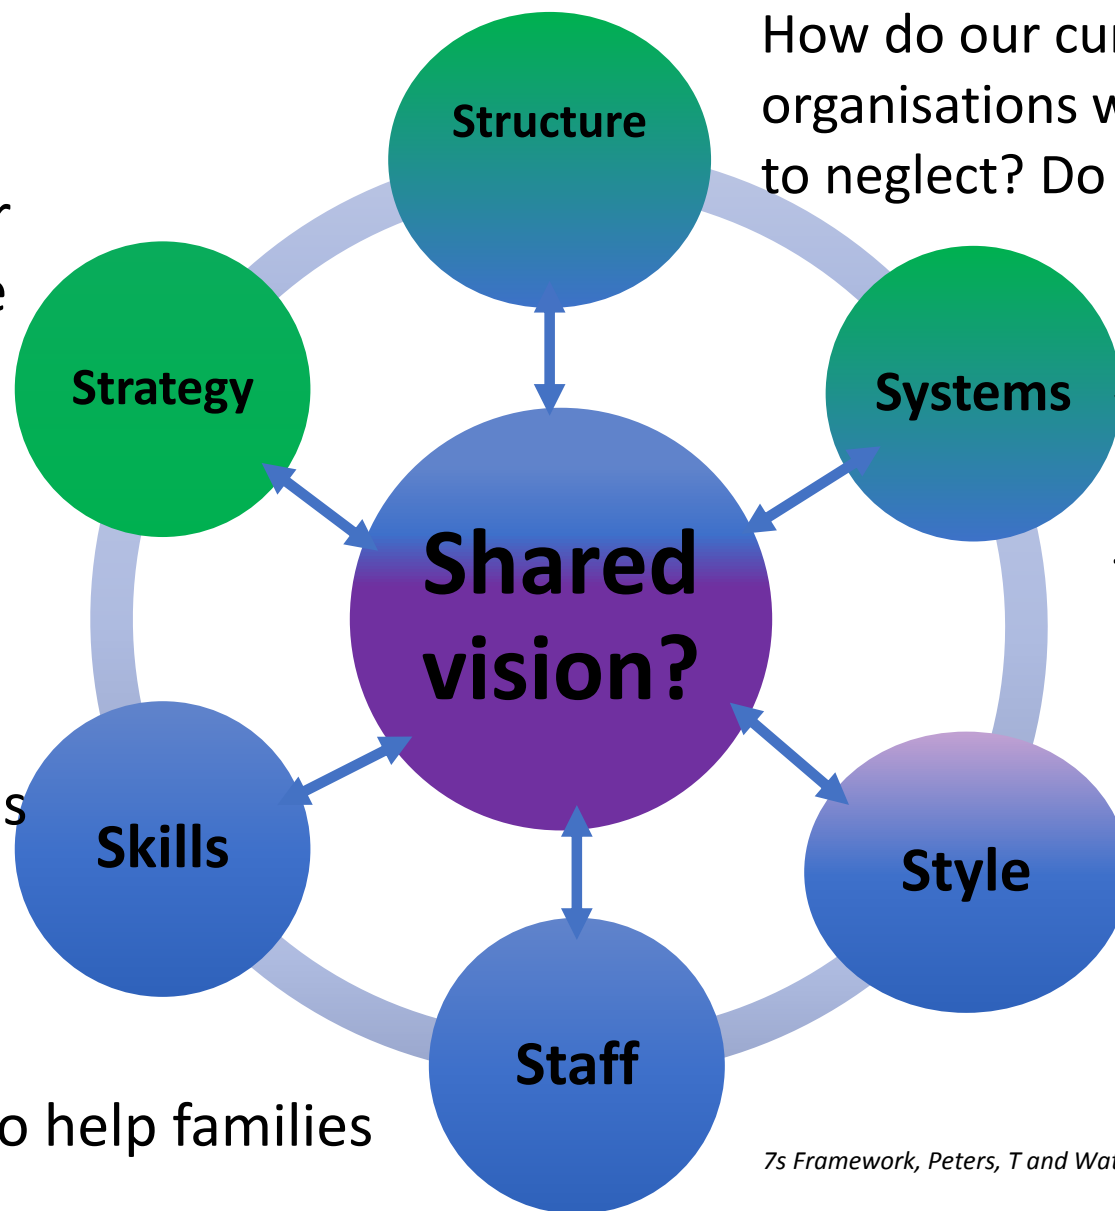 How do our cur
organisations w
to neglect? Do
Structure
r
e
Strategy
Systems
Shared
vision?
s
Skills
Style
Staff
o help families
7s Framework, Peters, T and Wat